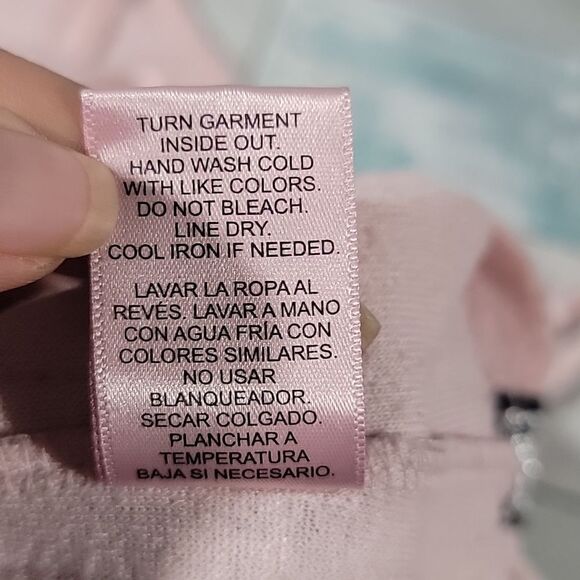 TURN GARMENT
INSIDE OUT.
HAND WASH COLD
WITH LIKE COLORS.
DO NOT BLEACH.
LINE DRY.
COOL IRON IF NEEDED.
LAVAR LA ROPA AL
REVÉS. LAVAR A MANO
CON AGUA FRÍA CON
COLORES SIMILARES.
NO USAR
BLANQUEADOR.
SECAR COLGADO.
PLANCHAR A
TEMPERATURA
BAJA SI NECESARIO.